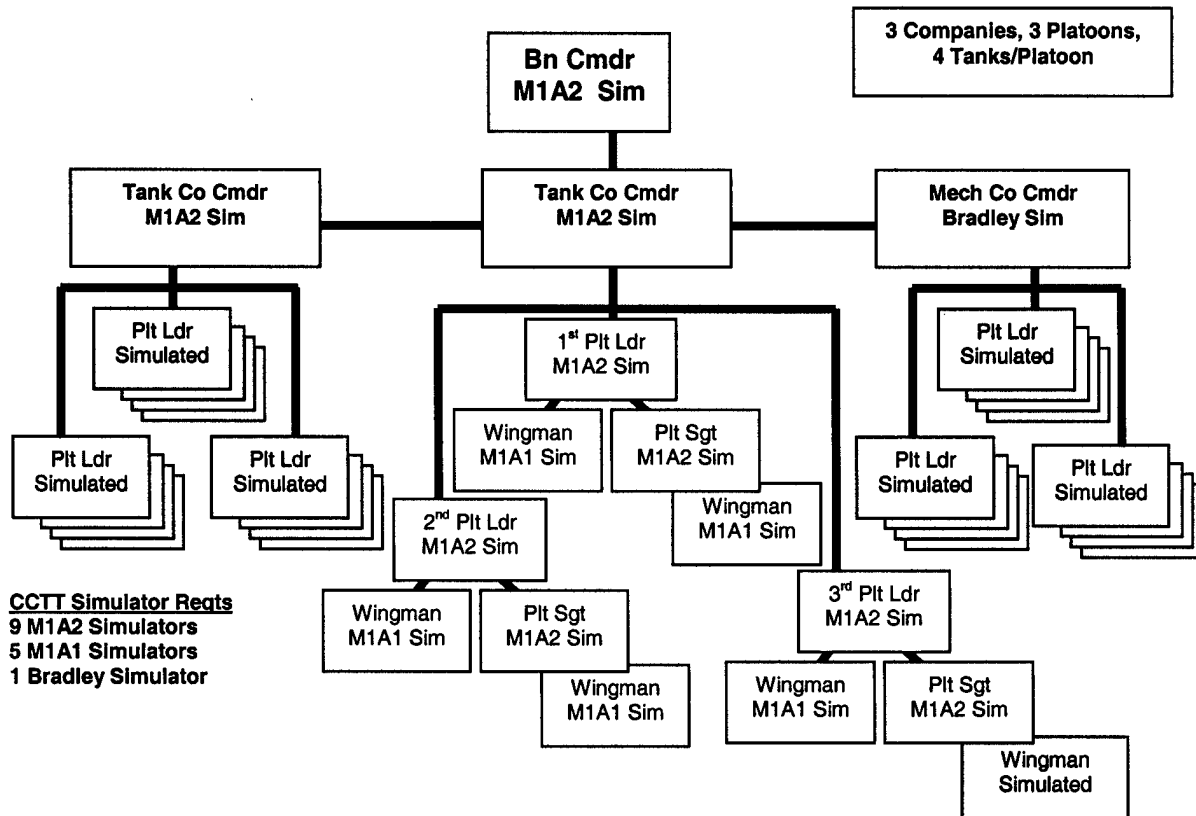 3 Companies, 3 Platoons,
4 Tanks/Platoon
Bn Cmdr
M1A2 Sim
Tank Co Cmdr
M1A2 Sim
Tank Co Cmdr
M1A2 Sim
Mech Co Cmdr
Bradley Sim
Plt Ldr
Simulated
Plt Ldr
Simulated
Plt Ldr
Simulated
1st Plt Ldr
M1A2 Sim
Wingman
M1A1 Sim
Plt Sgt
M1A2 Sim
Wingman
M1A1 Sim
2nd Plt Ldr
M1A2 Sim
Wingman
M1A1 Sim
Plt Sgt
M1A2 Sim
Wingman
M1A1 Sim
3rd Plt Ldr
M1A2 Sim
Wingman
M1A1 Sim
Plt Sgt
M1A2 Sim
Wingman
Simulated
Plt Ldr
Simulated
Plt Ldr
Simulated
Plt Ldr
Simulated
CCTT Simulator Reqts
9 M1A2 Simulators
5 M1A1 Simulators
1 Bradley Simulator